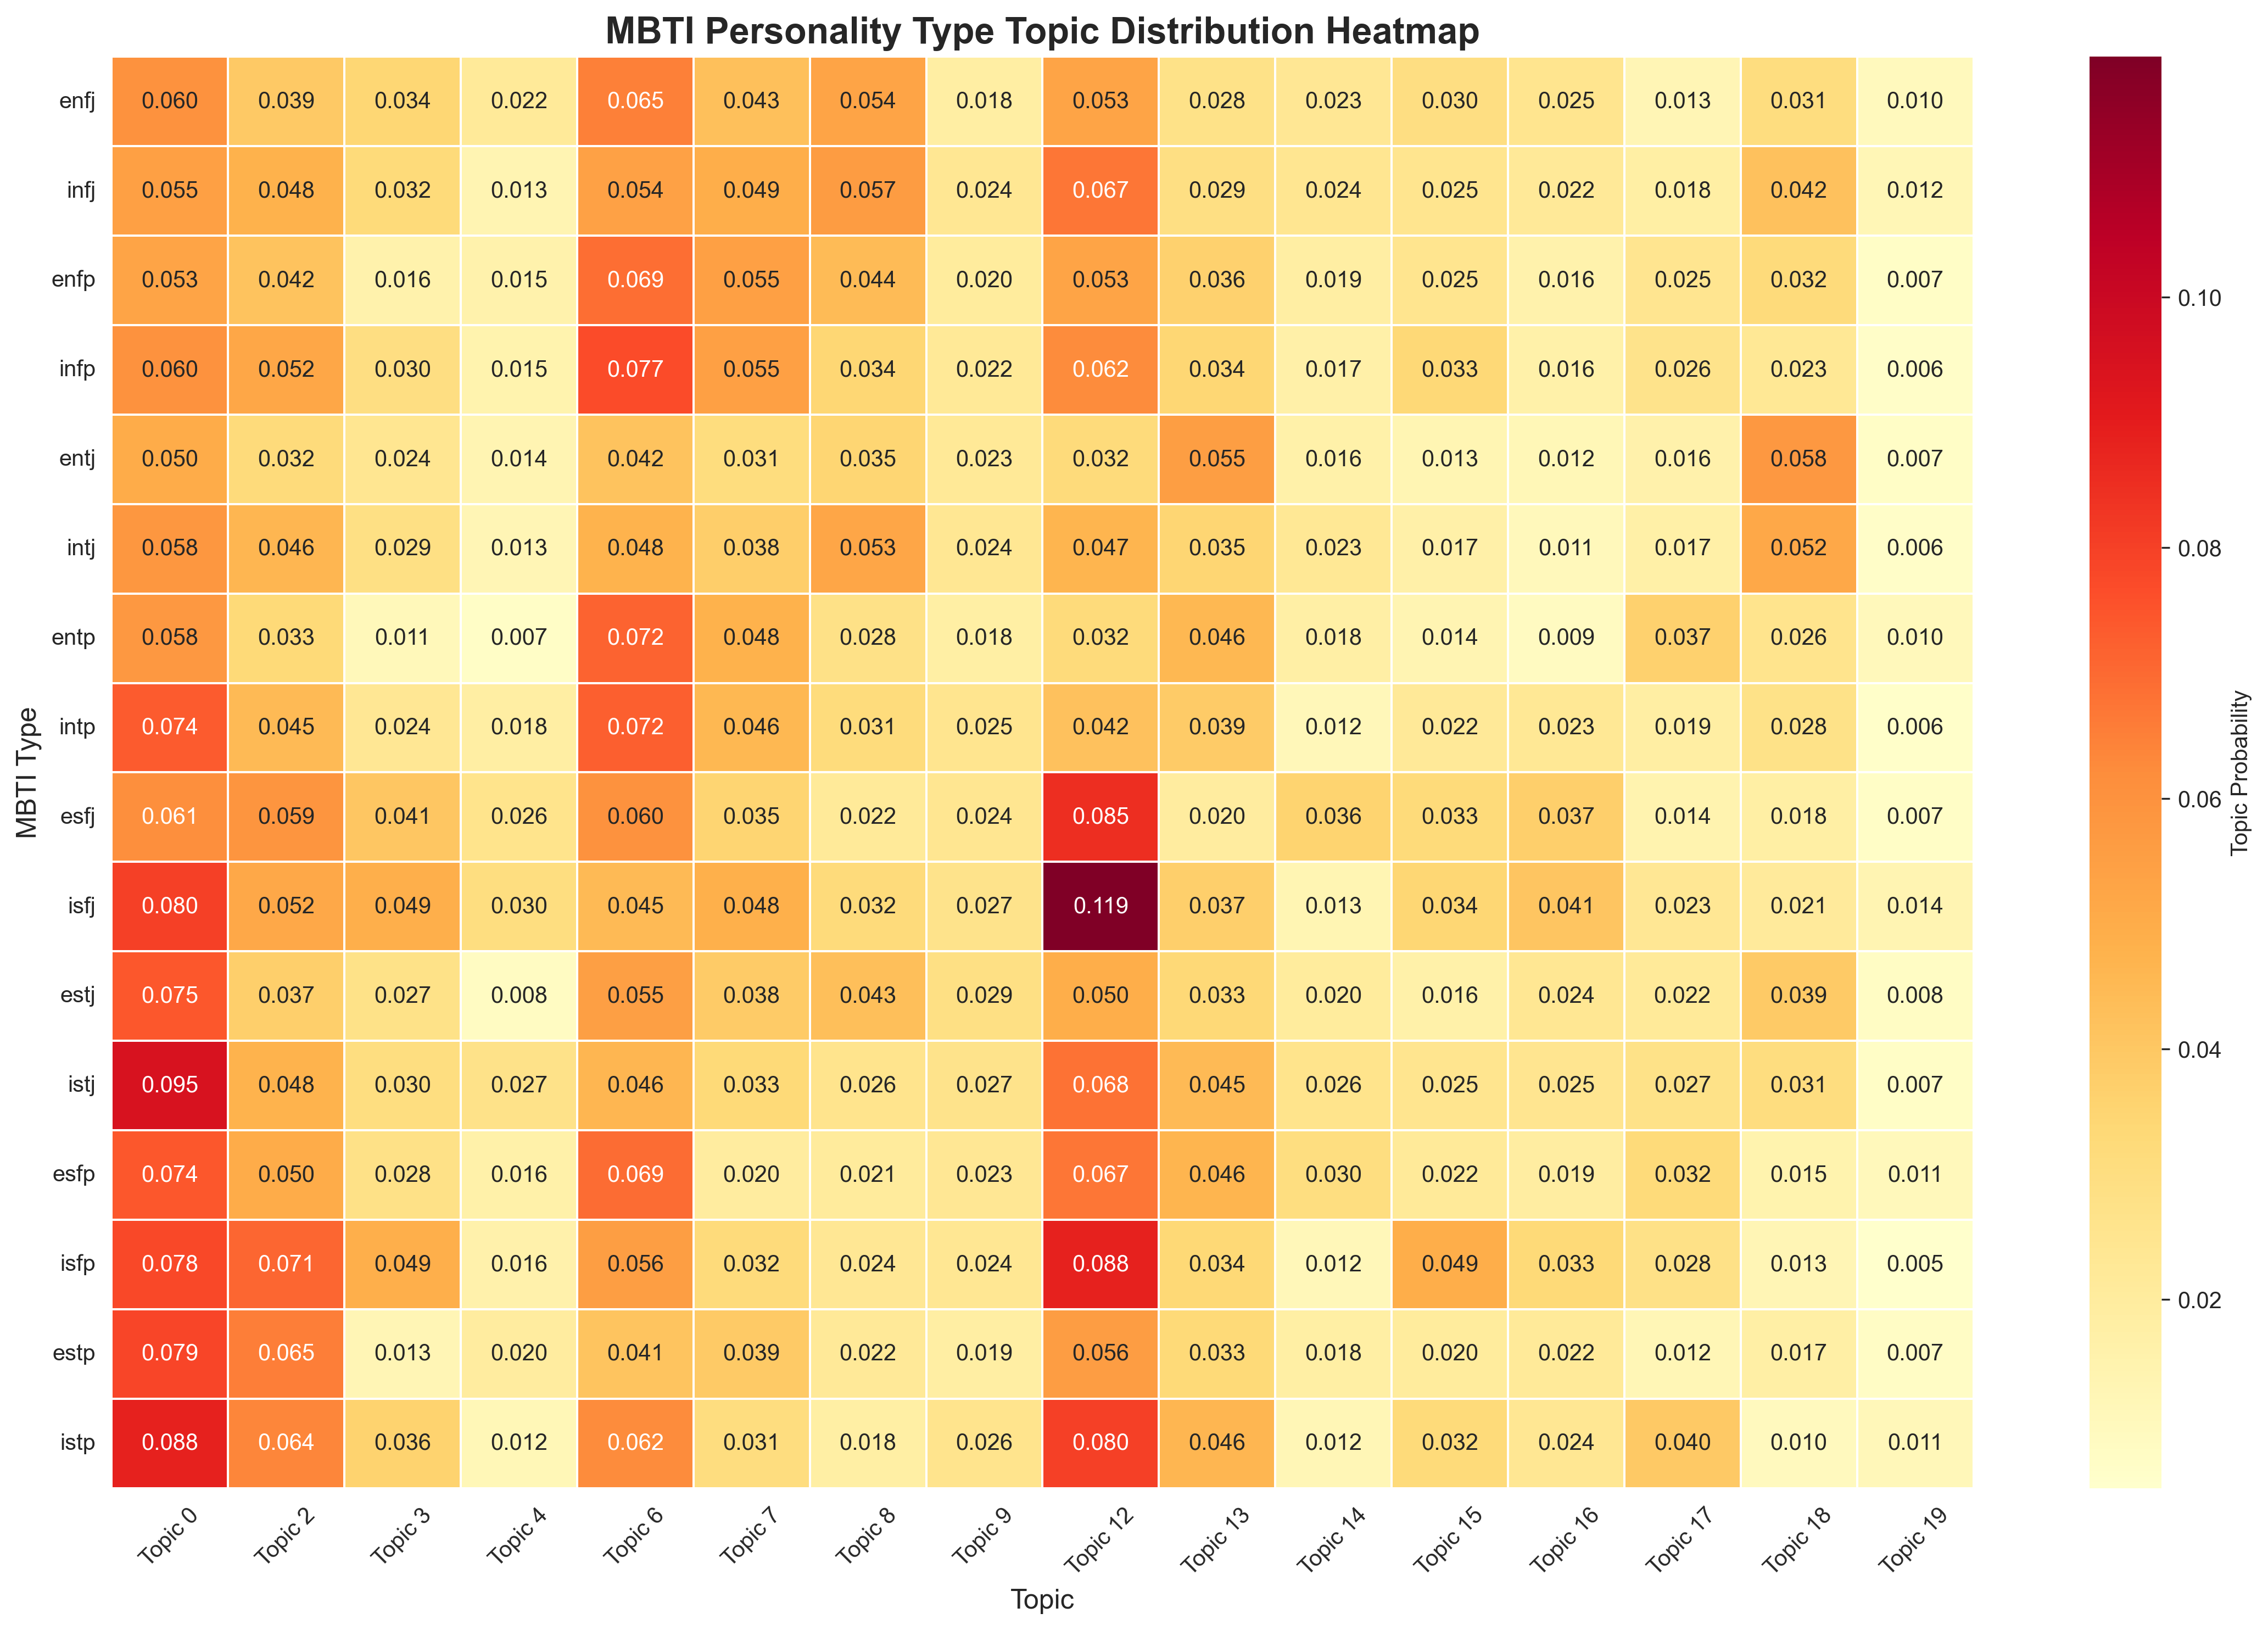 MBTI Personality Type Topic Distribution Heatmap
enfj 0.060 0.039 0.034 0.022 0.065 0.043 0.054 0.018 0.053 0.028 0.023 0.030 0.025 0.013 0.031 0.010
infj 0.055 0.048 0.032 0.013 0.054 0.049 0.057 0.024 0.067 0.029 0.024 0.025 0.022 0.018 0.042 0.012
enfp 0.053 0.042 0.016 0.015 0.069 0.055 0.044 0.020 0.053 0.036 0.019 0.025 0.016 0.025 0.032 0.007
infp 0.060 0.052 0.030 0.015 0.077 0.055 0.034 0.022 0.062 0.034 0.017 0.033 0.016 0.026 0.023 0.006
entj 0.050 0.032 0.024 0.014 0.042 0.031 0.035 0.023 0.032 0.055 0.016 0.013 0.012 0.016 0.058 0.007
intj 0.058 0.046 0.029 0.013 0.048 0.038 0.053 0.024 0.047 0.035 0.023 0.017 0.011 0.017 0.052 0.006
entp 0.058 0.033 0.011 0.007 0.072 0.048 0.028 0.018 0.032 0.046 0.018 0.014 0.009 0.037 0.026 0.010
intp 0.074 0.045 0.024 0.018 0.072 0.046 0.031 0.025 0.042 0.039 0.012 0.022 0.023 0.019 0.028 0.006
esfj 0.061 0.059 0.041 0.026 0.060 0.035 0.022 0.024 0.085 0.020 0.036 0.033 0.037 0.014 0.018 0.007
isfj 0.080 0.052 0.049 0.030 0.045 0.048 0.032 0.027 0.119 0.037 0.013 0.034 0.041 0.023 0.021 0.014
estj 0.075 0.037 0.027 0.008 0.055 0.038 0.043 0.029 0.050 0.033 0.020 0.016 0.024 0.022 0.039 0.008
istj 0.095 0.048 0.030 0.027 0.046 0.033 0.026 0.027 0.068 0.045 0.026 0.025 0.025 0.027 0.031 0.007
esfp 0.074 0.050 0.028 0.016 0.069 0.020 0.021 0.023 0.067 0.046 0.030 0.022 0.019 0.032 0.015 0.011
isfp 0.078 0.071 0.049 0.016 0.056 0.032 0.024 0.024 0.088 0.034 0.012 0.049 0.033 0.028 0.013 0.005
estp 0.079 0.065 0.013 0.020 0.041 0.039 0.022 0.019 0.056 0.033 0.018 0.020 0.022 0.012 0.017 0.007
istp 0.088 0.064 0.036 0.012 0.062 0.031 0.018 0.026 0.080 0.046 0.012 0.032 0.024 0.040 0.010 0.011
Topic 0 Topic 2 Topic 3 Topic 4 Topic 6 Topic 7 Topic 8 Topic 9 Topic 12 Topic 13 Topic 14 Topic 15 Topic 16 Topic 17 Topic 18 Topic 19
Topic
MBTI Type
0.10
0.08
0.06
0.04
0.02
Topic Probability